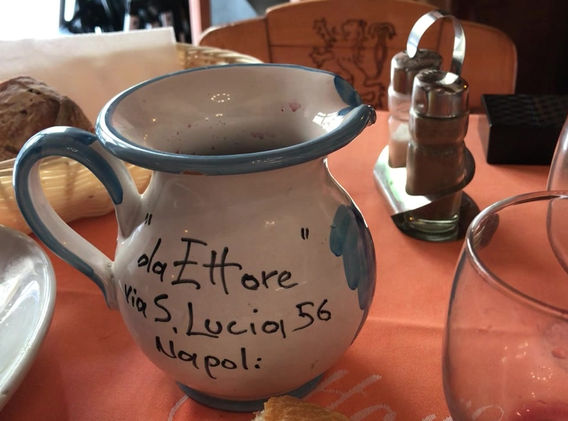 "da Ettore"
via S. Lucia, 56
Napoli